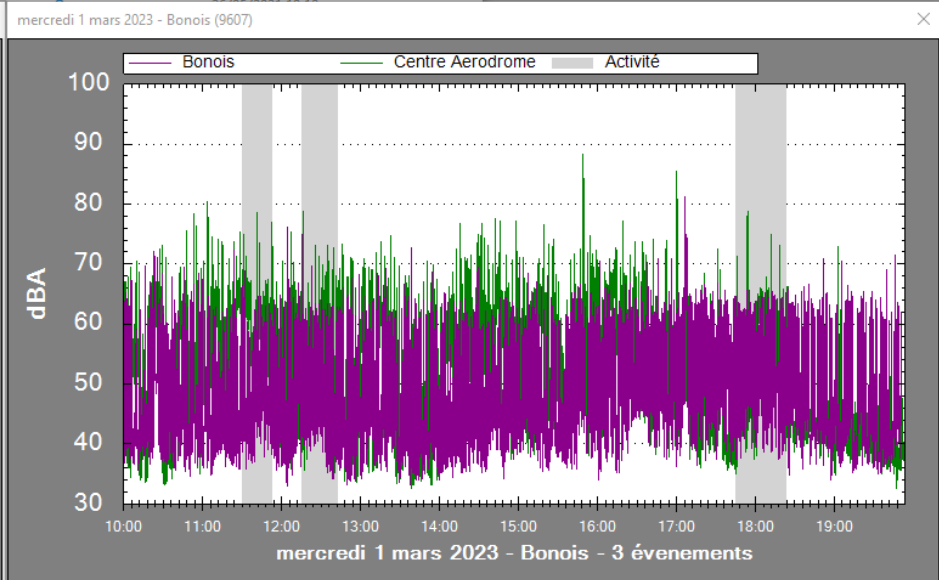 mercredi 1 mars 2023 - Bonois (9607)
Bonois Centre Aerodrome Activité
100
90
80
70
60
50
40
30
dBA
10:00 11:00 12:00 13:00 14:00 15:00 16:00 17:00 18:00 19:00
mercredi 1 mars 2023 - Bonois - 3 évenements